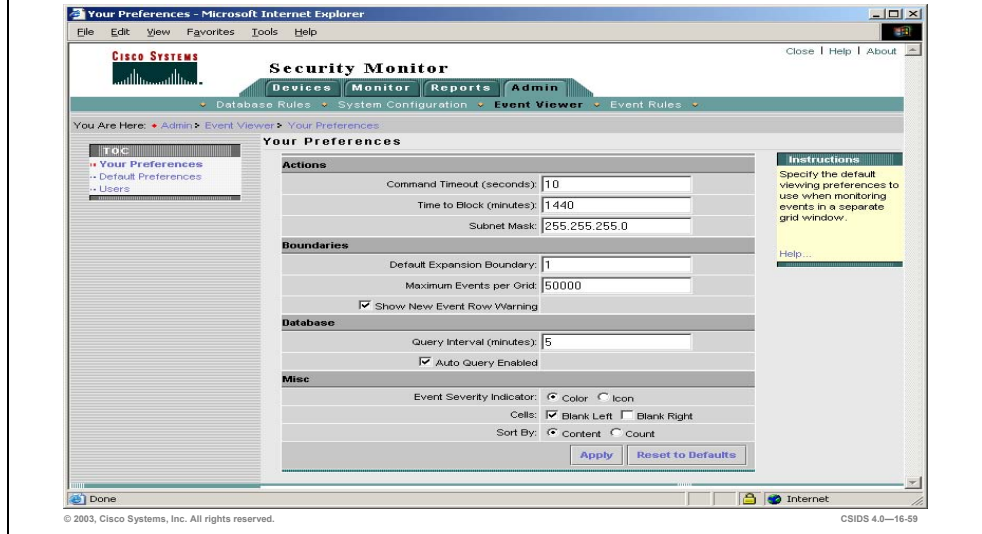 Your Preferences - Microsoft Internet Explorer
File Edit View Favorites Tools Help
CISCO SYSTEMS
Close | Help | About
Security Monitor
Devices Monitor Reports Admin
Database Rules System Configuration Event Viewer Event Rules
You Are Here: Admin > Event Viewer > Your Preferences
TOC
Your Preferences
Default Preferences
Users
Your Preferences
Actions
Command Timeout (seconds): 10
Time to Block (minutes): 1440
Subnet Mask: 255.255.255.0
Boundaries
Default Expansion Boundary: 1
Maximum Events per Grid: 50000
Show New Event Row Warning
Database
Query Interval (minutes): 5
Auto Query Enabled
Misc
Event Severity Indicator: Color Icon
Cells: Blank Left Blank Right
Sort By: Content Count
Apply Reset to Defaults
Instructions
Specify the default
viewing preferences to
use when monitoring
events in a separate
grid window.
Help...
Done
Internet
© 2003, Cisco Systems, Inc. All rights reserved.
CSIDS 4.0—16-59